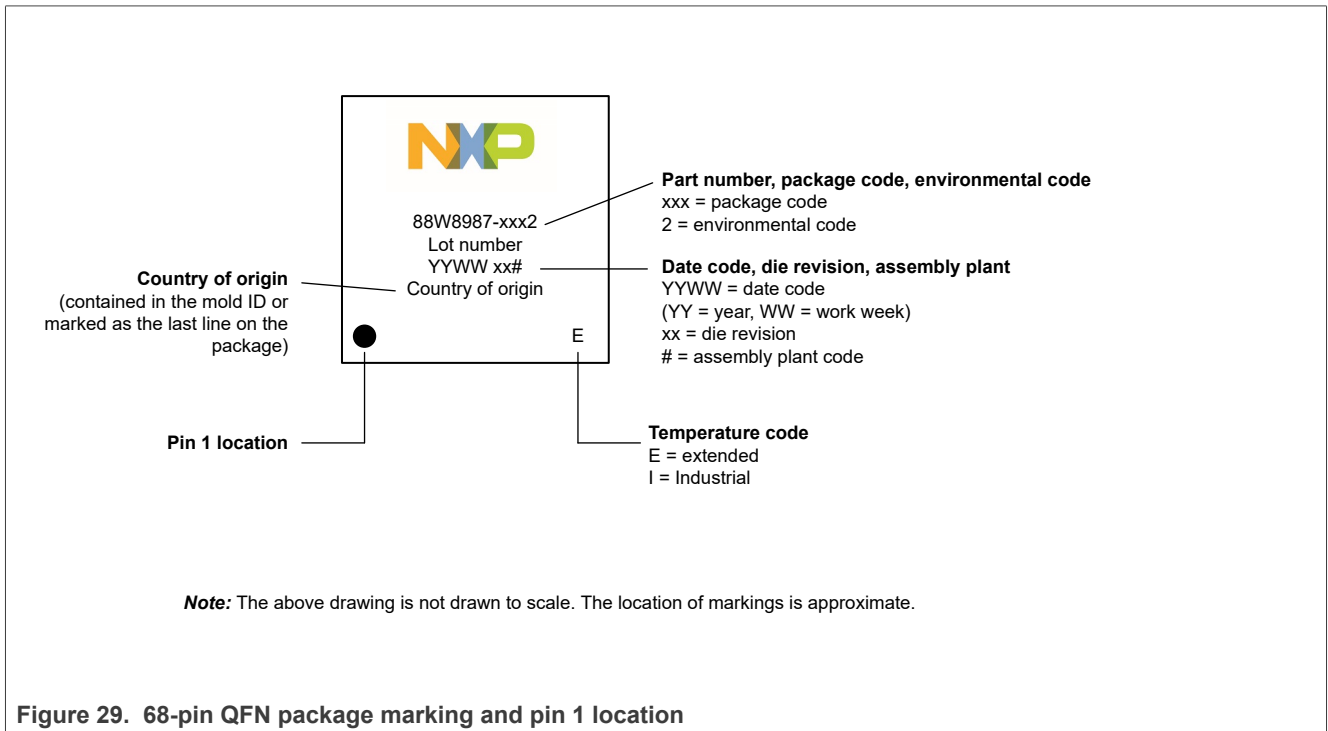 NXP
88W8987-xxx2
Lot number
YYWW xx#
Country of origin
E
Part number, package code, environmental code
xxx = package code
2 = environmental code
Date code, die revision, assembly plant
YYWW = date code
(YY = year, WW = work week)
xx = die revision
# = assembly plant code
Country of origin
(contained in the mold ID or
marked as the last line on the
package)
Pin 1 location
Temperature code
E = extended
I = Industrial
Note: The above drawing is not drawn to scale. The location of markings is approximate.
Figure 29. 68-pin QFN package marking and pin 1 location